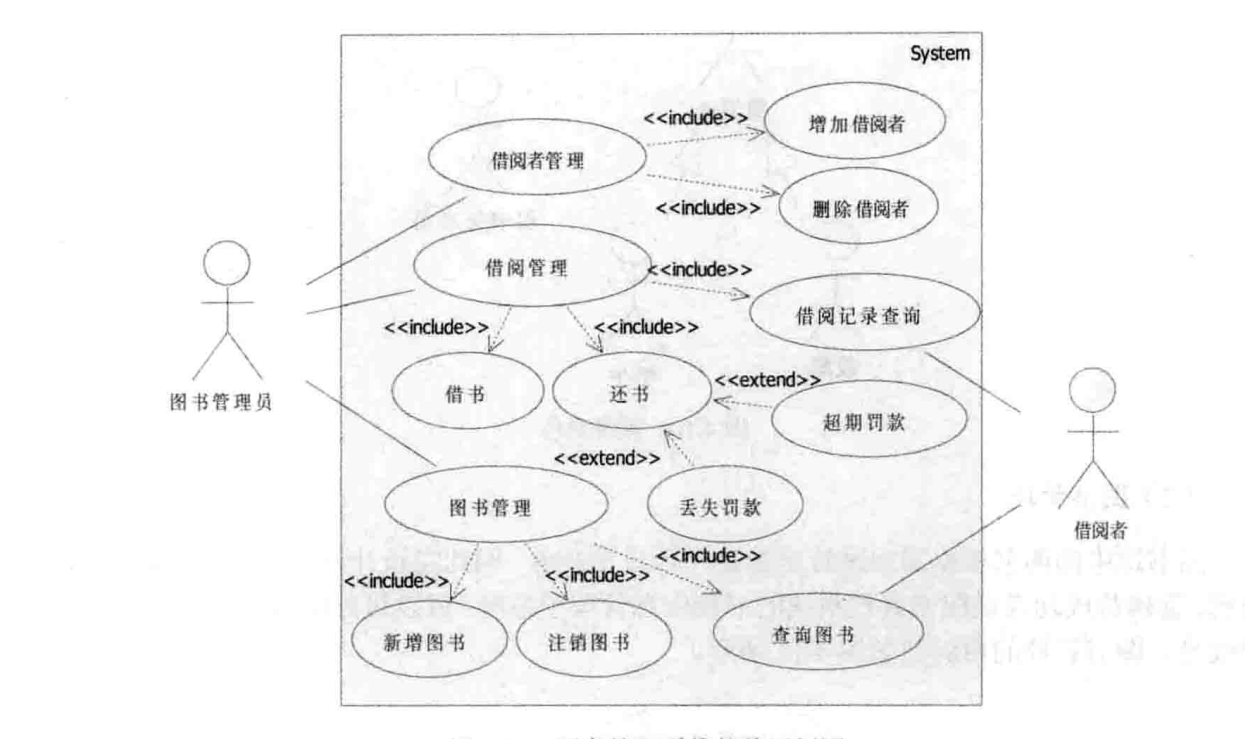 System
<<include>>
增加借阅者
借阅者管理
<<include>>
删除借阅者
借阅管理
<<include>>
借阅记录查询
<<include>>
<<include>>
借书
还书
<<extend>>
超期罚款
图书管理员
<<extend>>
图书管理
丢失罚款
借阅者
<<include>>
<<include>>
<<include>>
新增图书
注销图书
查询图书